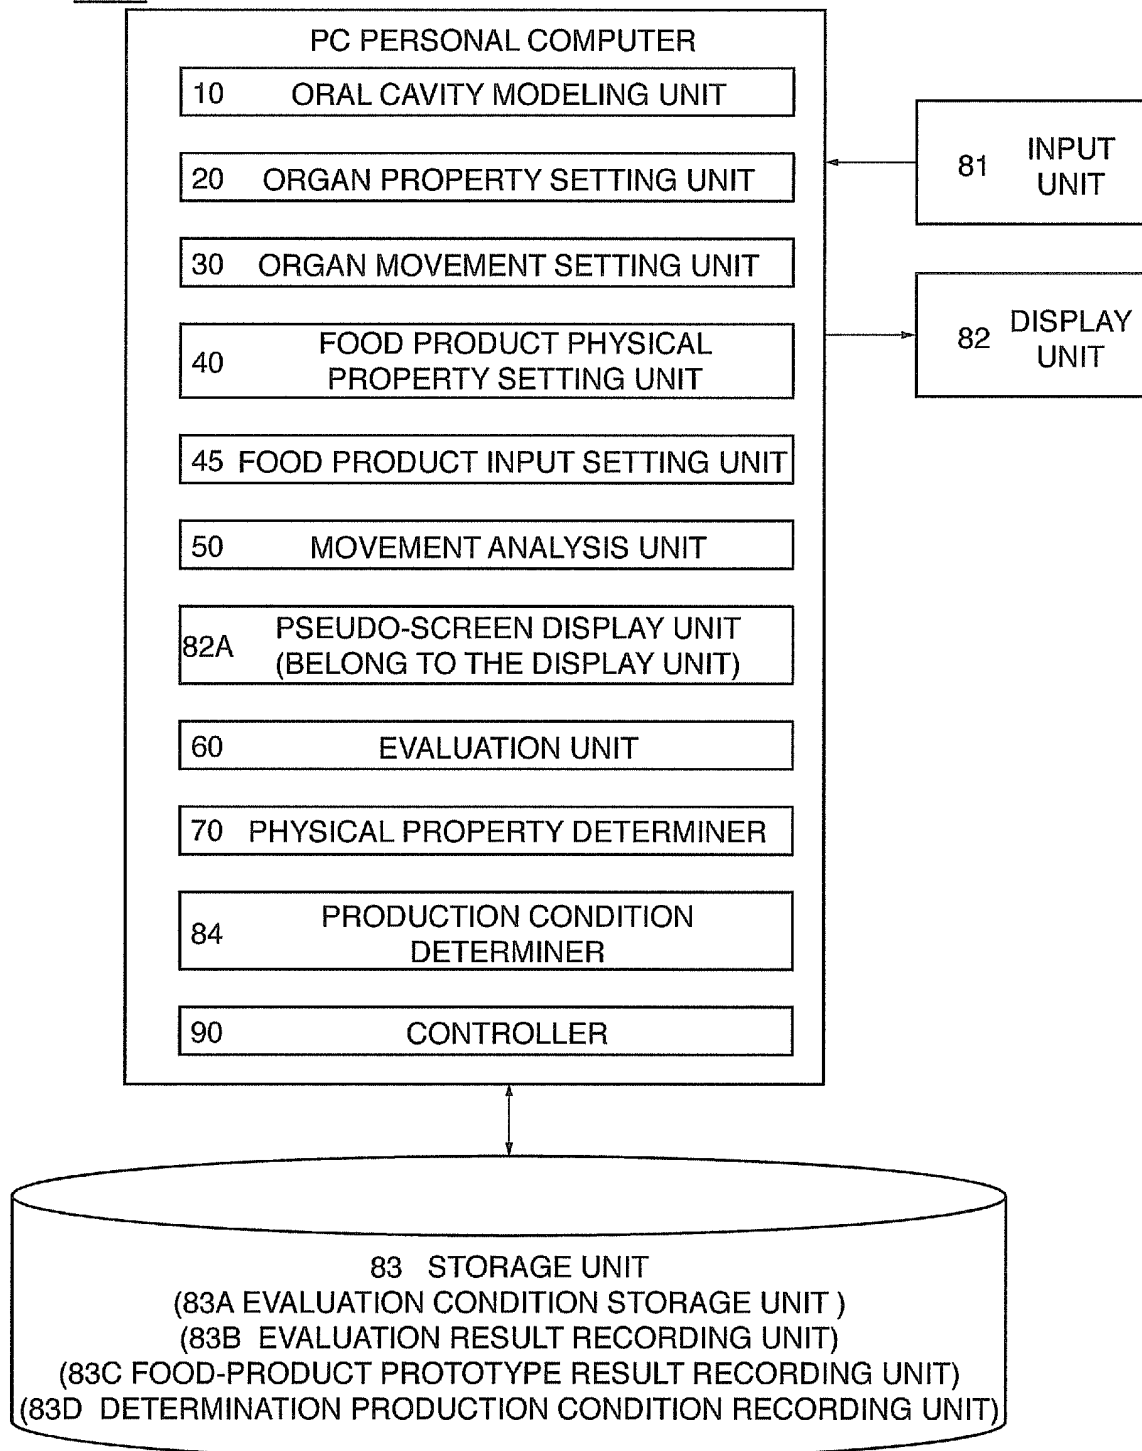 PC PERSONAL COMPUTER
10 ORAL CAVITY MODELING UNIT
20 ORGAN PROPERTY SETTING UNIT
30 ORGAN MOVEMENT SETTING UNIT
40 FOOD PRODUCT PHYSICAL
PROPERTY SETTING UNIT
45 FOOD PRODUCT INPUT SETTING UNIT
50 MOVEMENT ANALYSIS UNIT
82A PSEUDO-SCREEN DISPLAY UNIT
(BELONG TO THE DISPLAY UNIT)
60 EVALUATION UNIT
70 PHYSICAL PROPERTY DETERMINER
84 PRODUCTION CONDITION
DETERMINER
90 CONTROLLER
81 INPUT
UNIT
82 DISPLAY
UNIT
83 STORAGE UNIT
(83A EVALUATION CONDITION STORAGE UNIT )
(83B EVALUATION RESULT RECORDING UNIT)
(83C FOOD-PRODUCT PROTOTYPE RESULT RECORDING UNIT)
(83D DETERMINATION PRODUCTION CONDITION RECORDING UNIT)